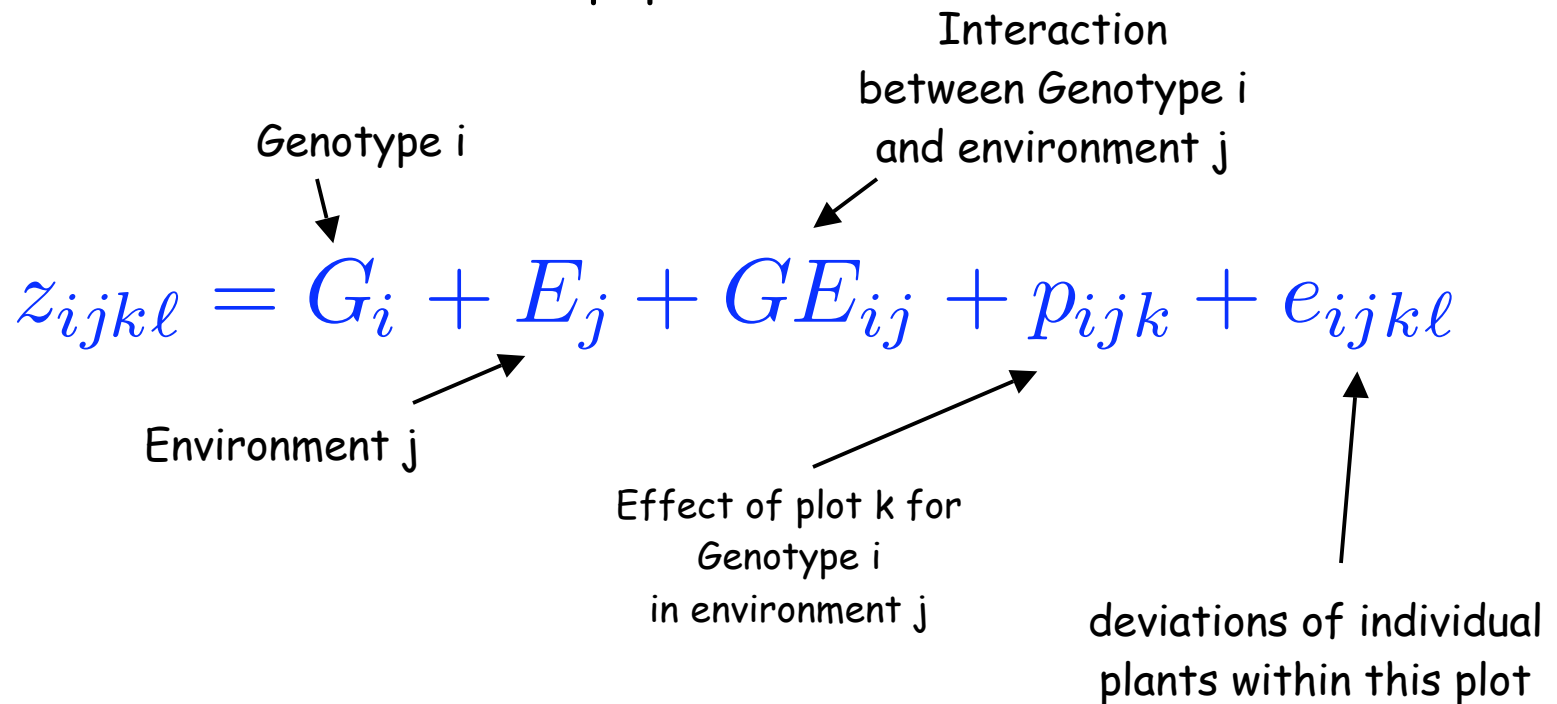 Interaction
between Genotype i
and environment j
Genotype i
z_{ijkℓ} = G_i + E_j + GE_{ij} + p_{ijk} + e_{ijkℓ}
Environment j
Effect of plot k for
Genotype i
in environment j
deviations of individual
plants within this plot